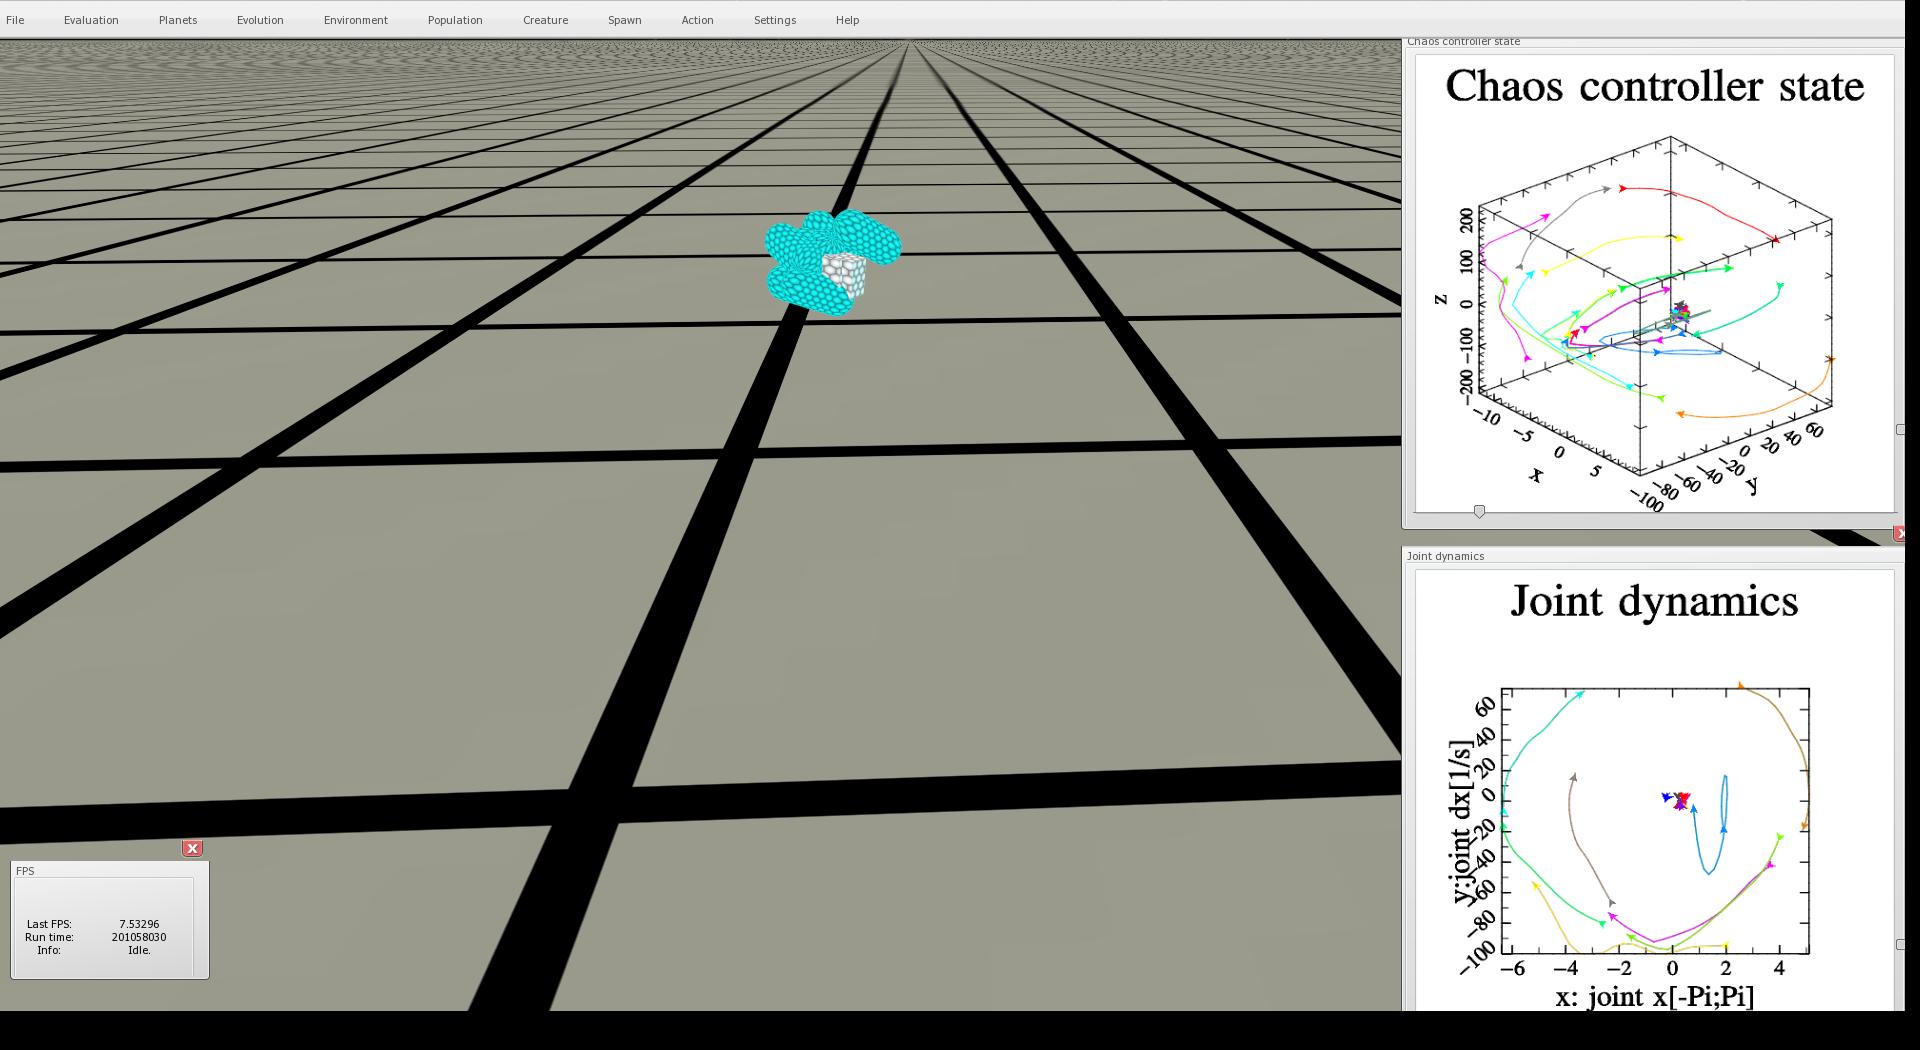 File Evaluation Planets Evolution Environment Population Creature Spawn Action Settings Help
Chaos controller state
Chaos controller state
200
100
0
−100
−200
z
−10
−5
0
5
x
−100
−80
−60
−40
−20
0
20
40
60
y
Joint dynamics
Joint dynamics
60
40
20
0
−20
−40
−60
−80
−100
y:joint dx[1/s]
−6 −4 −2 0 2 4
x: joint x[-Pi;Pi]
FPS
Last FPS: 7.53296
Run time: 201058030
Info: Idle.